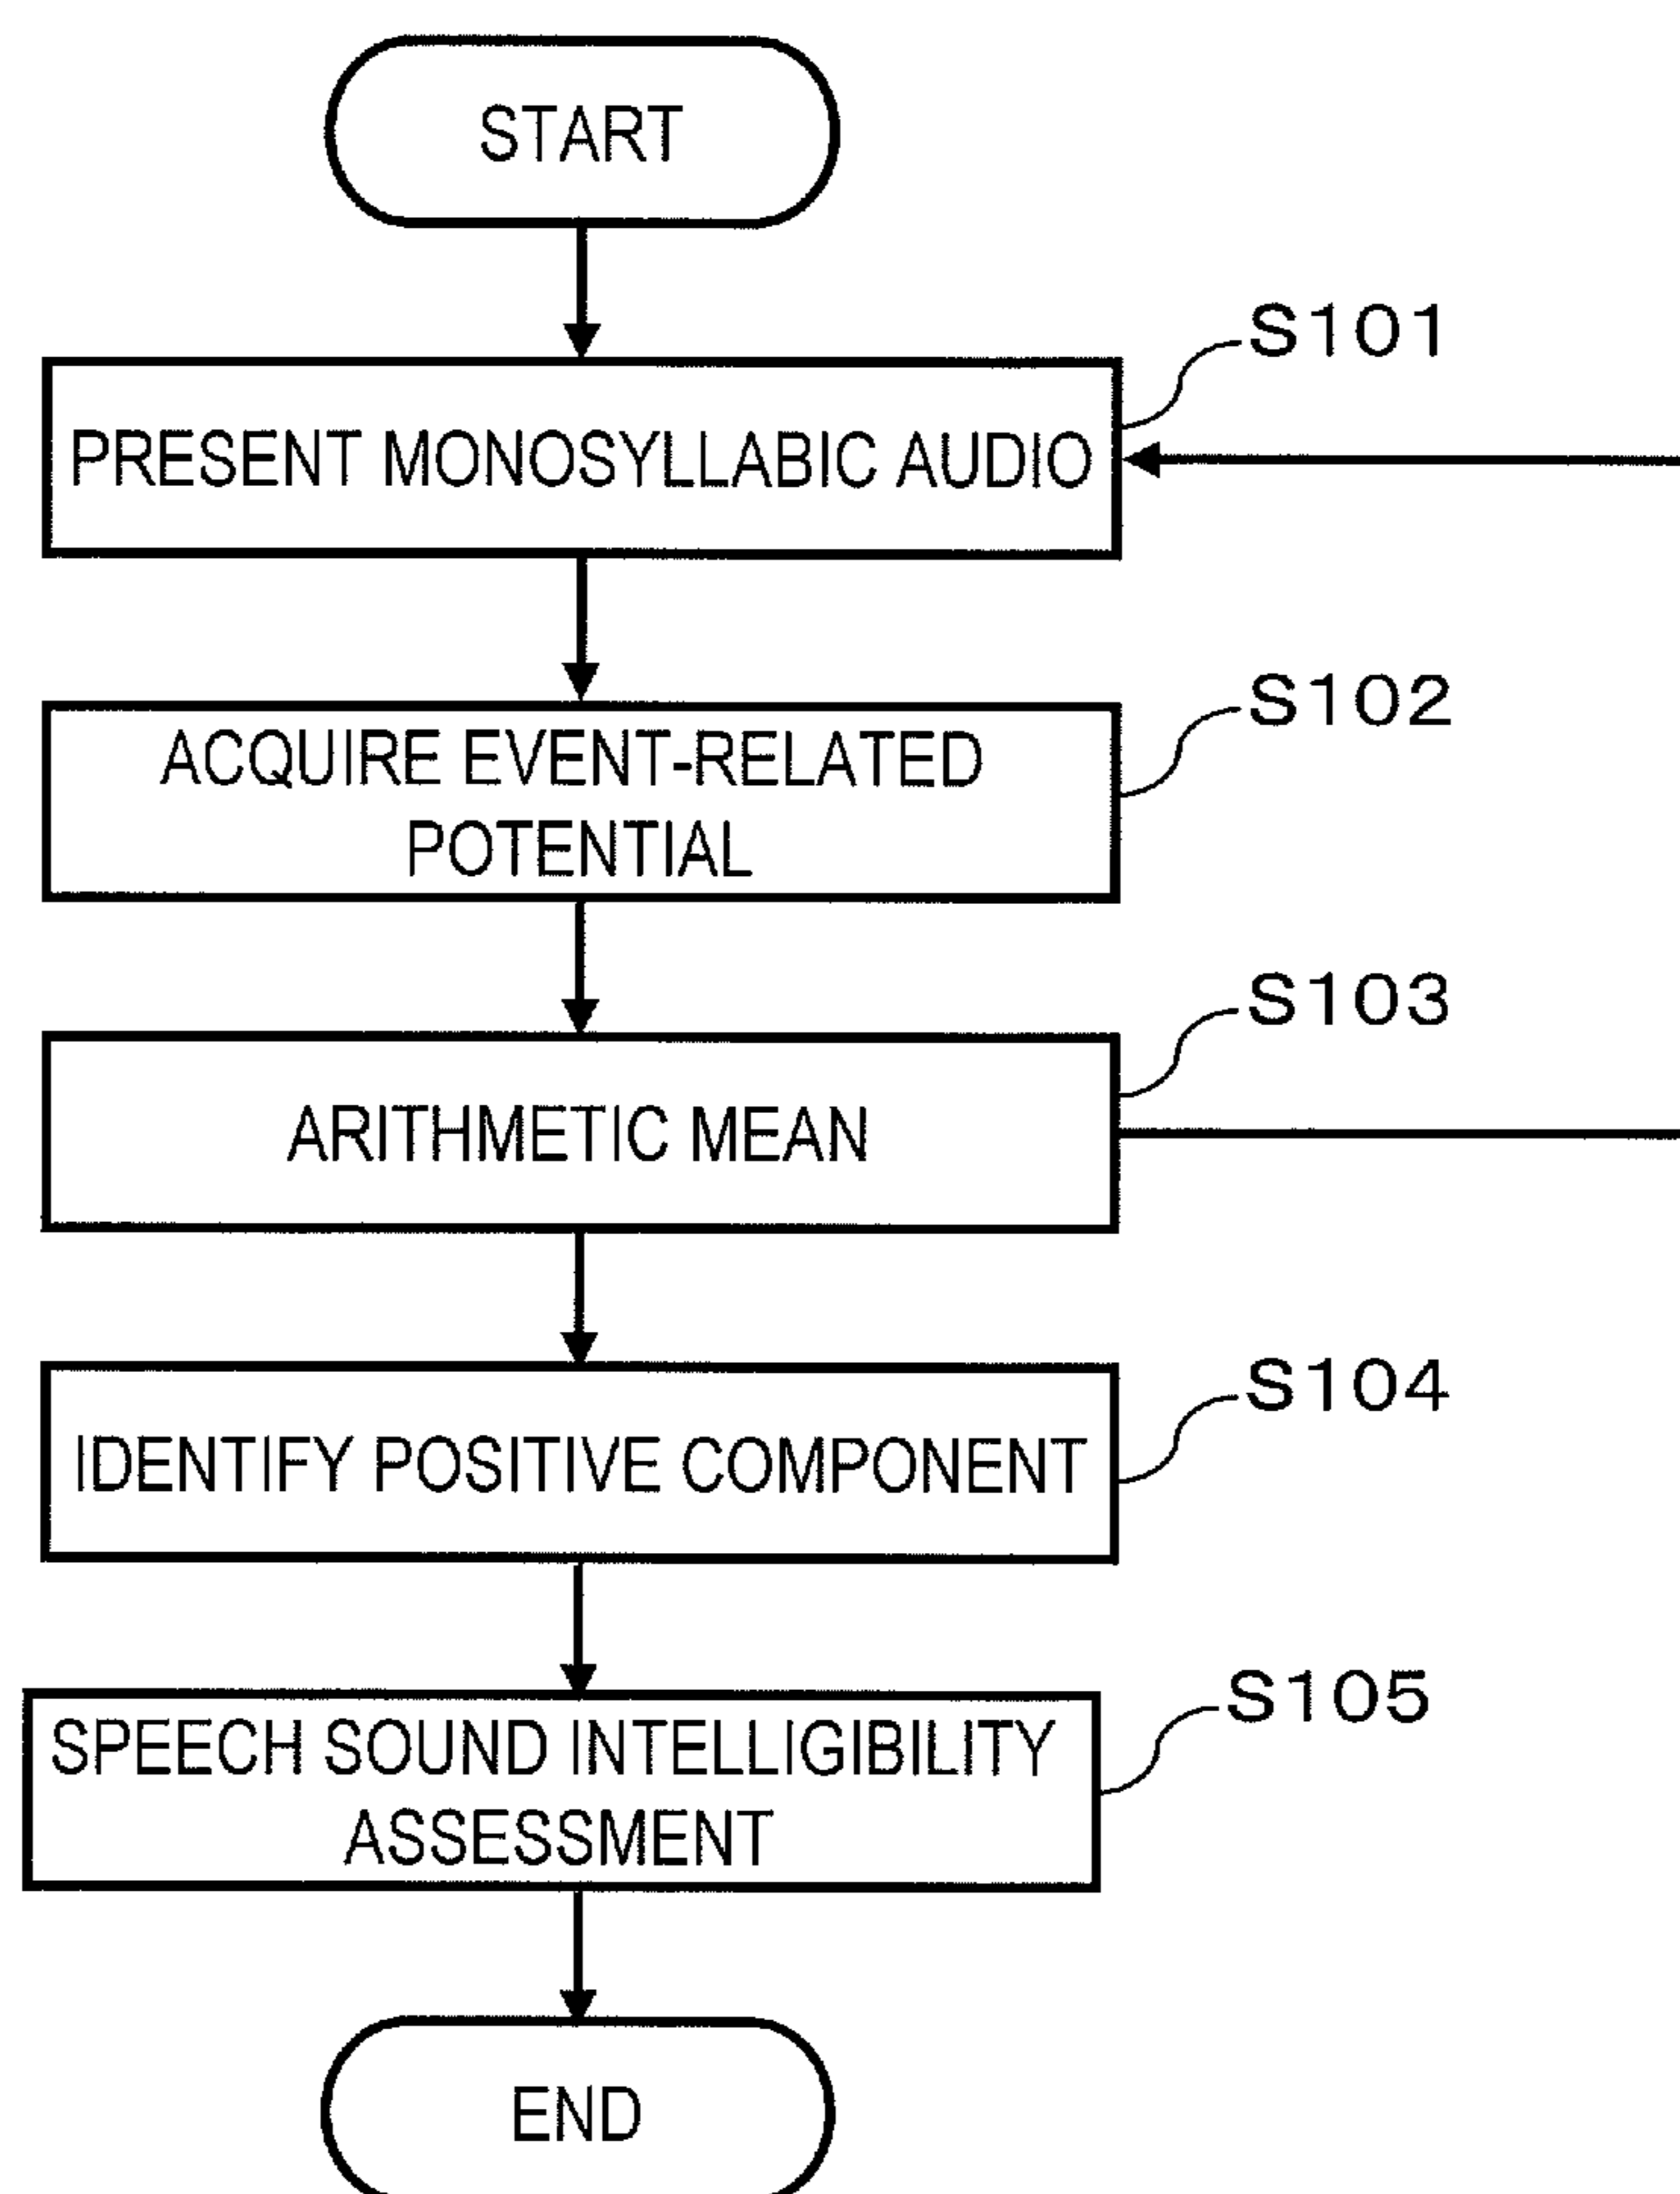 START
S101
PRESENT MONOSYLLABIC AUDIO
S102
ACQUIRE EVENT-RELATED
POTENTIAL
S103
ARITHMETIC MEAN
S104
IDENTIFY POSITIVE COMPONENT
S105
SPEECH SOUND INTELLIGIBILITY
ASSESSMENT
END